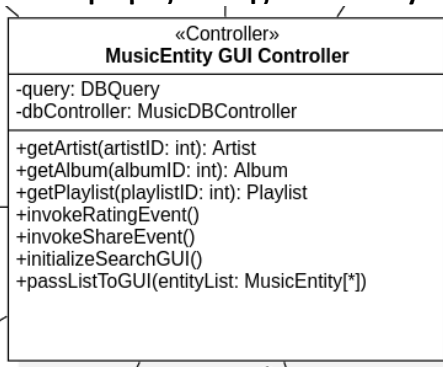 «Controller»
MusicEntity GUI Controller
-query: DBQuery
-dbController: MusicDBController
+getArtist(artistID: int): Artist
+getAlbum(albumID: int): Album
+getPlaylist(playlistID: int): Playlist
+invokeRatingEvent()
+invokeShareEvent()
+initializeSearchGUI()
+passListToGUI(entityList: MusicEntity[*])